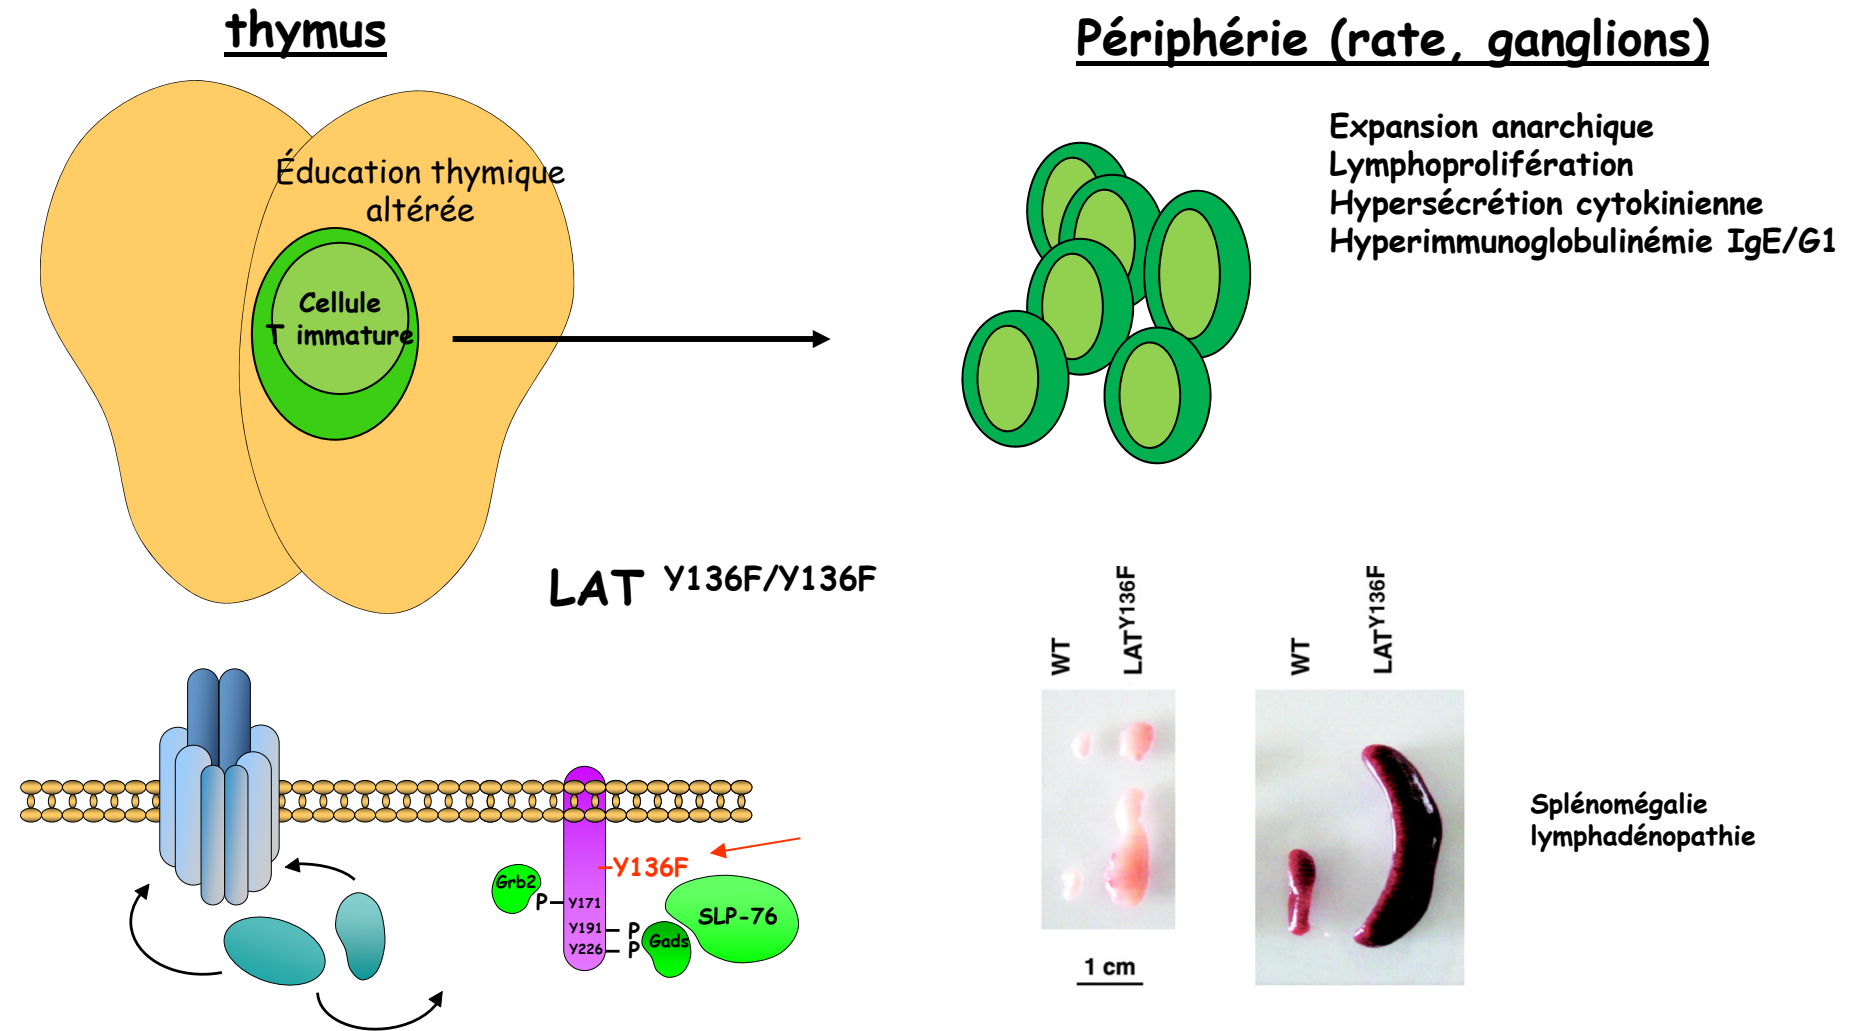 thymus
Périphérie (rate, ganglions)
Expansion anarchique
Lymphoprolifération
Hypersécrétion cytokinienne
Hyperimmunoglobulinémie IgE/G1
Éducation thymique
altérée
Cellule
T immature
LAT Y136F/Y136F
WT
LATY136F
WT
LATY136F
Splénomégalie
lymphadénopathie
Y136F
Grb2
P
Y171
Y191
P
Y226
P
Gads
SLP-76
1 cm